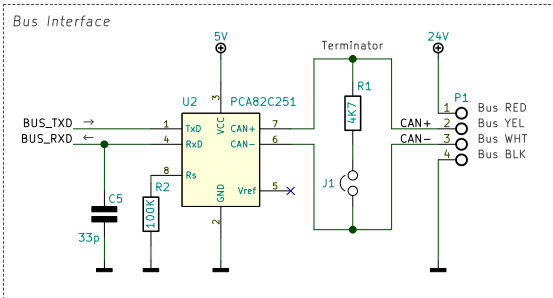 Bus Interface
5V
Terminator
24V
U2
PCA82C251
3
VCC
BUS_TXD →
1
TxD
CAN+
7
BUS_RXD ←
4
RxD
CAN-
6
8
Rs
R2
100K
Vref
5
GND
2
C5
33p
R1
4K7
J1
P1
1
Bus RED
CAN+
2
Bus YEL
CAN-
3
Bus WHT
4
Bus BLK